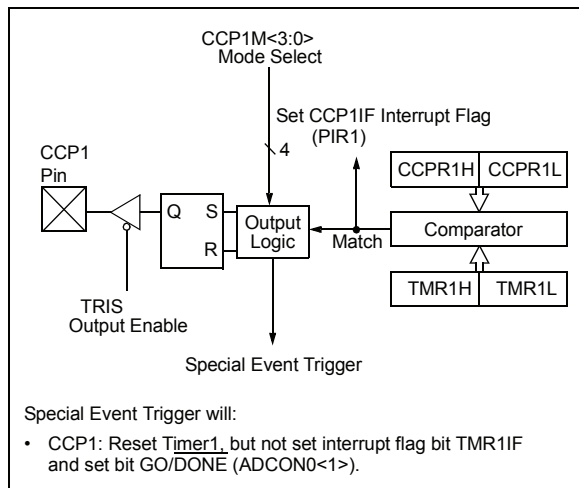 CCP1M<3:0>
Mode Select
Set CCP1IF Interrupt Flag
(PIR1)
4
CCP1
Pin
CCPR1H CCPR1L
Q S
R
Output
Logic
Match
Comparator
TRIS
Output Enable
TMR1H TMR1L
Special Event Trigger
Special Event Trigger will:
• CCP1: Reset Timer1, but not set interrupt flag bit TMR1IF
and set bit GO/DONE (ADCON0<1>).